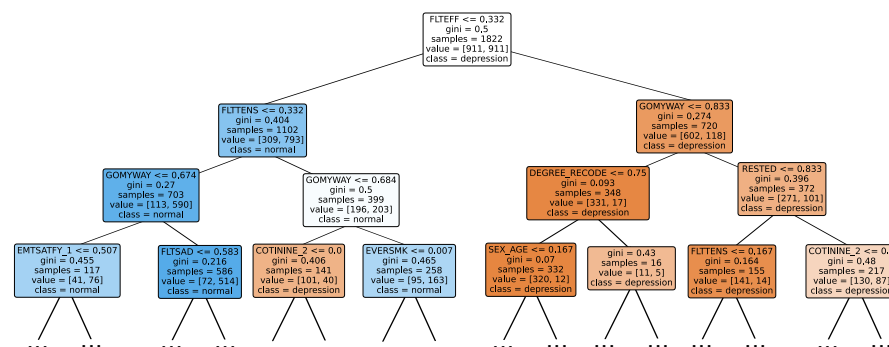 FLTEFF <= 0.332
gini = 0.5
samples = 1822
value = [911, 911]
class = depression
FLTTENS <= 0.332
gini = 0.404
samples = 1102
value = [309, 793]
class = normal
GOMYWAY <= 0.833
gini = 0.274
samples = 720
value = [602, 118]
class = depression
GOMYWAY <= 0.674
gini = 0.27
samples = 703
value = [113, 590]
class = normal
GOMYWAY <= 0.684
gini = 0.5
samples = 399
value = [196, 203]
class = normal
DEGREE_RECODE <= 0.75
gini = 0.093
samples = 348
value = [331, 17]
class = depression
RESTED <= 0.833
gini = 0.396
samples = 372
value = [271, 101]
class = depression
EMTSATFY_1 <= 0.507
gini = 0.455
samples = 117
value = [41, 76]
class = normal
FLTSAD <= 0.583
gini = 0.216
samples = 586
value = [72, 514]
class = normal
COTININE_2 <= 0.0
gini = 0.406
samples = 141
value = [101, 40]
class = depression
EVERSMK <= 0.007
gini = 0.465
samples = 258
value = [95, 163]
class = normal
SEX_AGE <= 0.167
gini = 0.07
samples = 332
value = [320, 12]
class = depression
gini = 0.43
samples = 16
value = [11, 5]
class = depression
FLTTENS <= 0.167
gini = 0.164
samples = 155
value = [141, 14]
class = depression
COTININE_2 <= 0.
gini = 0.48
samples = 217
value = [130, 87]
class = depression